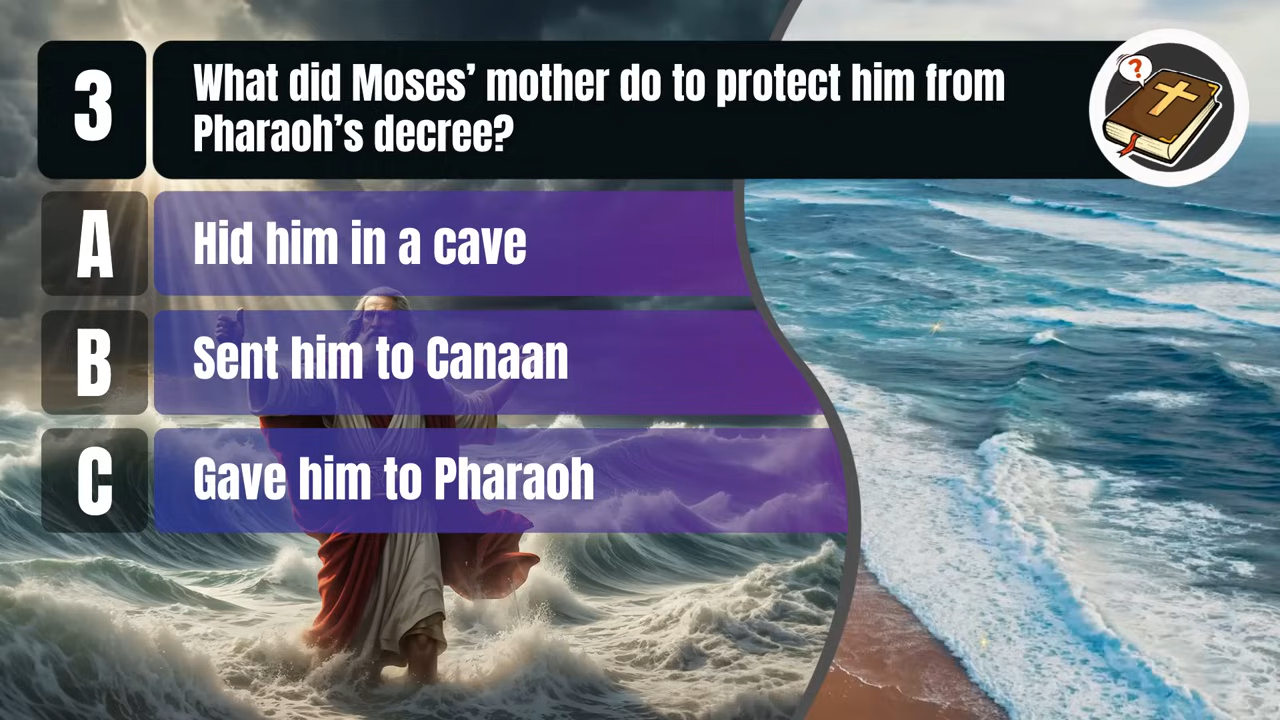 3
What did Moses’ mother do to protect him from
Pharaoh’s decree?
A
Hid him in a cave
B
Sent him to Canaan
C
Gave him to Pharaoh
?